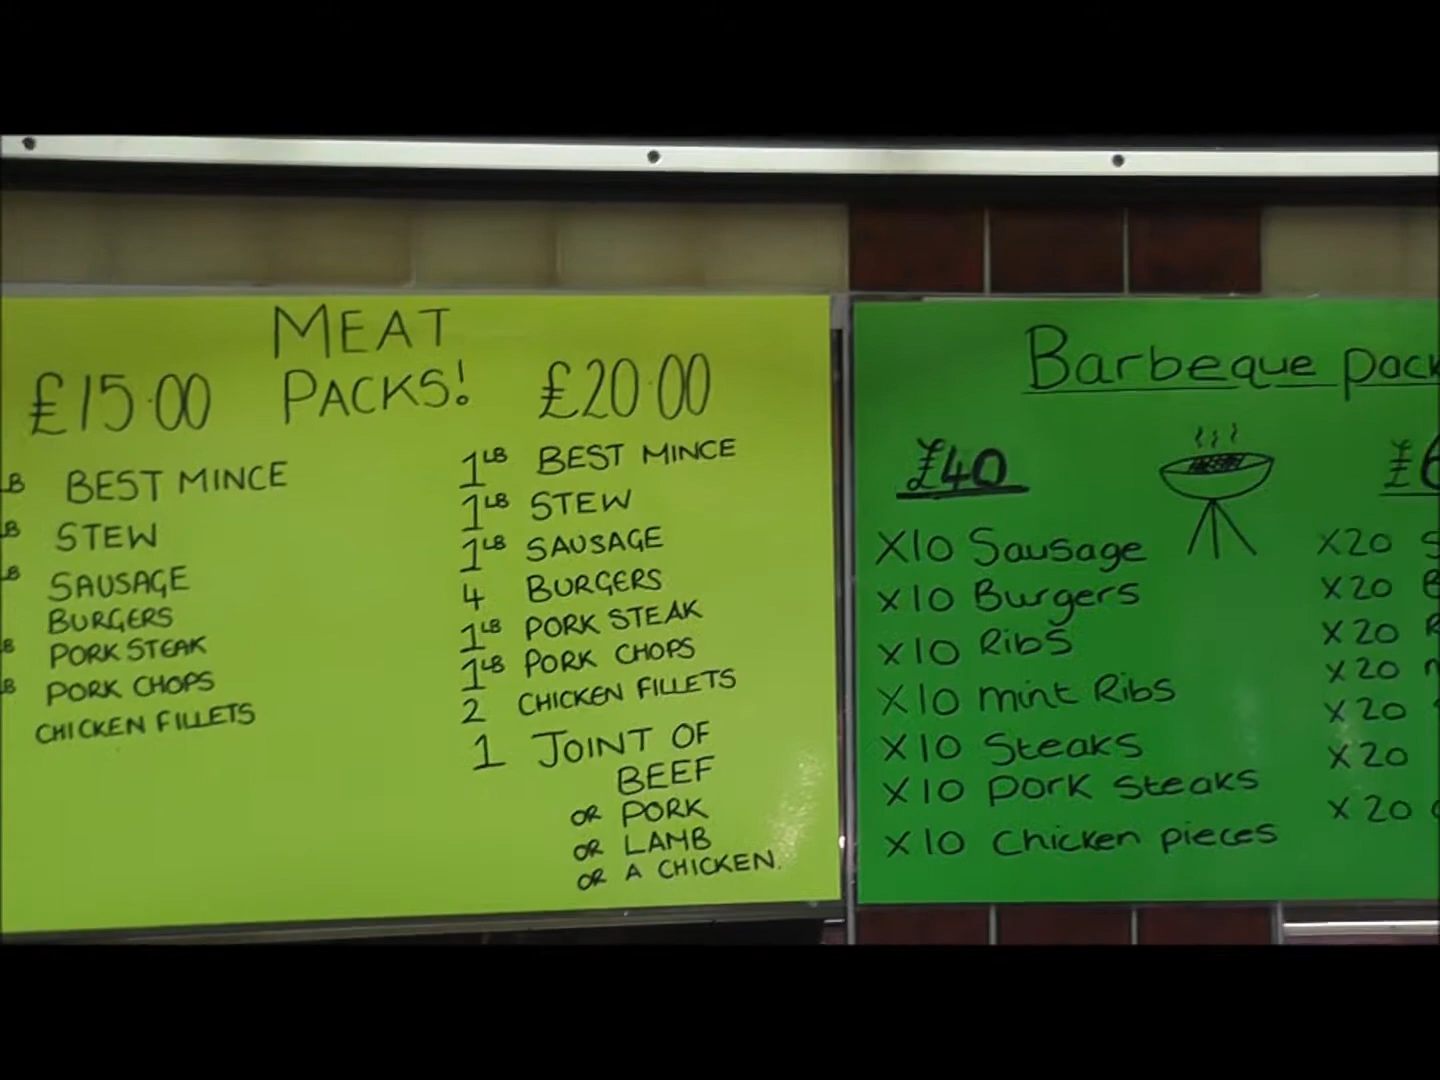 MEAT
PACKS!
£15.00
LB BEST MINCE
LB STEW
LB SAUSAGE
BURGERS
LB PORK STEAK
LB PORK CHOPS
CHICKEN FILLETS
£20.00
1LB BEST MINCE
1LB STEW
1LB SAUSAGE
4 BURGERS
1LB PORK STEAK
1LB PORK CHOPS
2 CHICKEN FILLETS
1 JOINT OF
BEEF
OR PORK
OR LAMB
OR A CHICKEN.
Barbeque pack
£40
X10 Sausage
X10 Burgers
X10 Ribs
X10 mint Ribs
X10 Steaks
X10 Pork Steaks
X10 Chicken pieces
X20
X20
X20
X20
X20
X20
X20